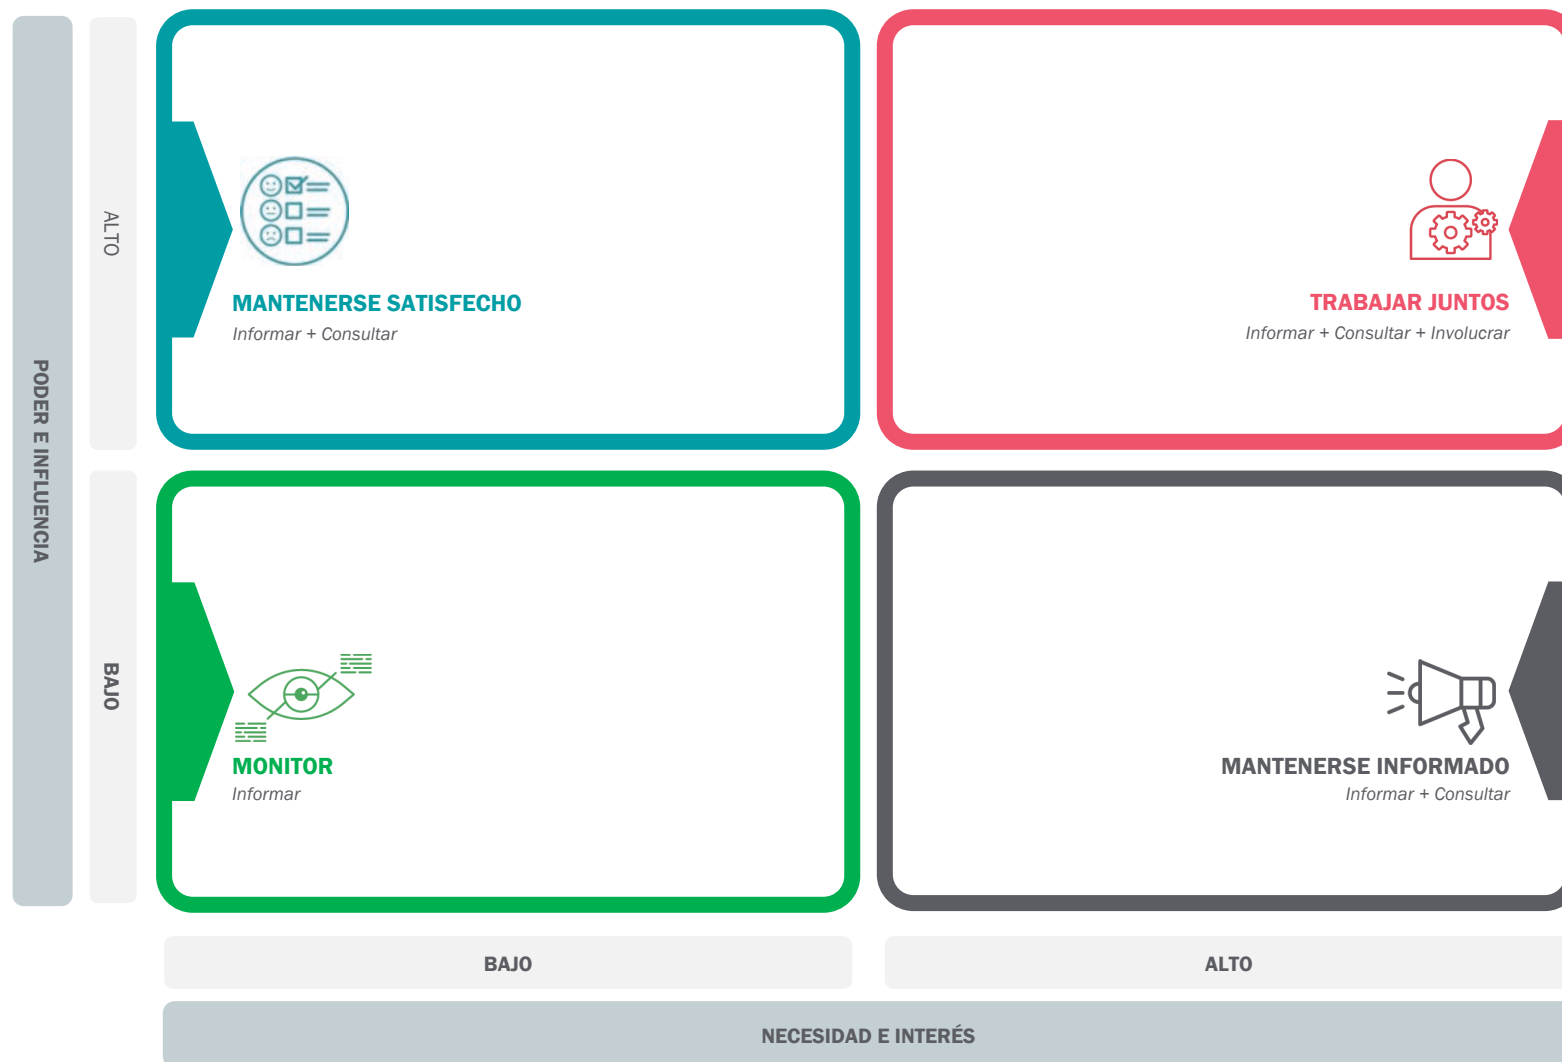 PODER E INFLUENCIA
ALTO
MANTENERSE SATISFECHO
Informar + Consultar
TRABAJAR JUNTOS
Informar + Consultar + Involucrar
BAJO
MONITOR
Informar
MANTENERSE INFORMADO
Informar + Consultar
BAJO
ALTO
NECESIDAD E INTERÉS